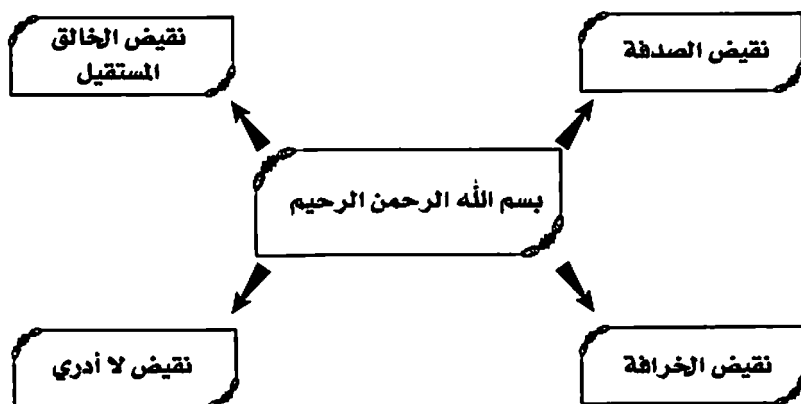 نقيض الصدفة
نقيض الخالق
المستقيل
بسم الله الرحمن الرحيم
نقيض الخرافة
نقيض لا أدري